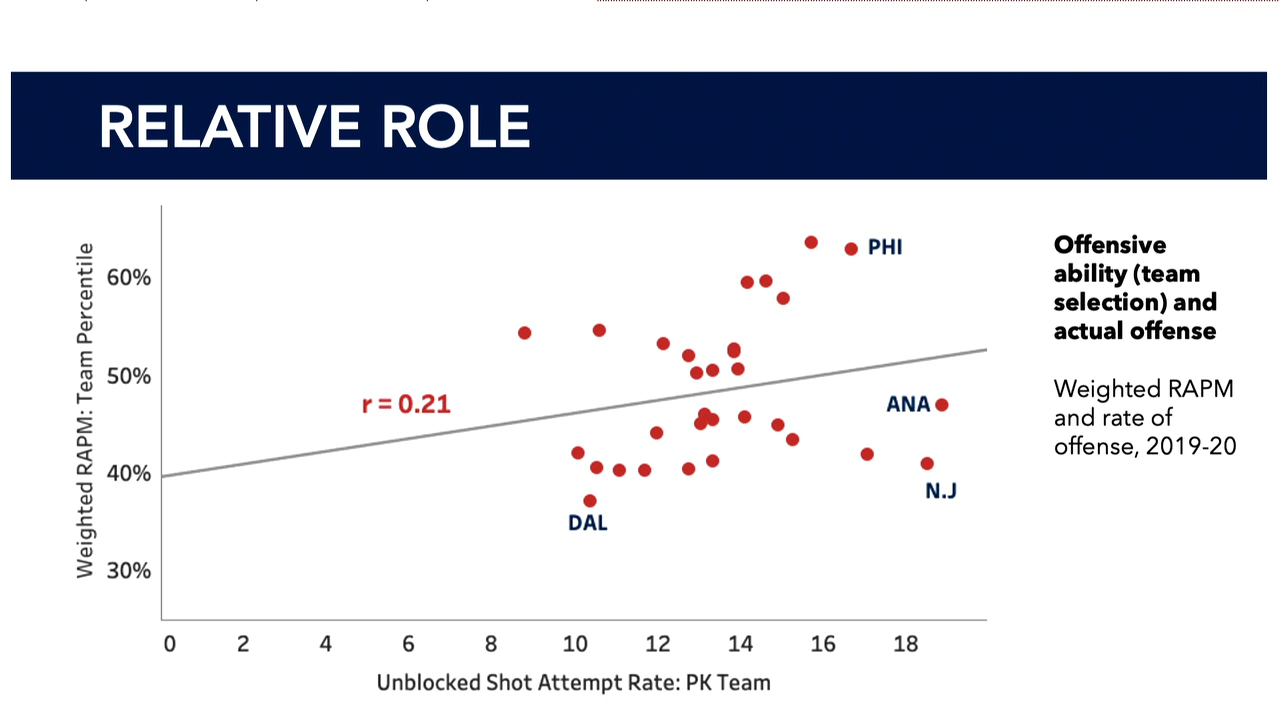 RELATIVE ROLE
Weighted RAPM: Team Percentile
60%
50%
40%
30%
r = 0.21
PHI
ANA
N.J
DAL
0 2 4 6 8 10 12 14 16 18
Unblocked Shot Attempt Rate: PK Team
Offensive
ability (team
selection) and
actual offense
Weighted RAPM
and rate of
offense, 2019-20